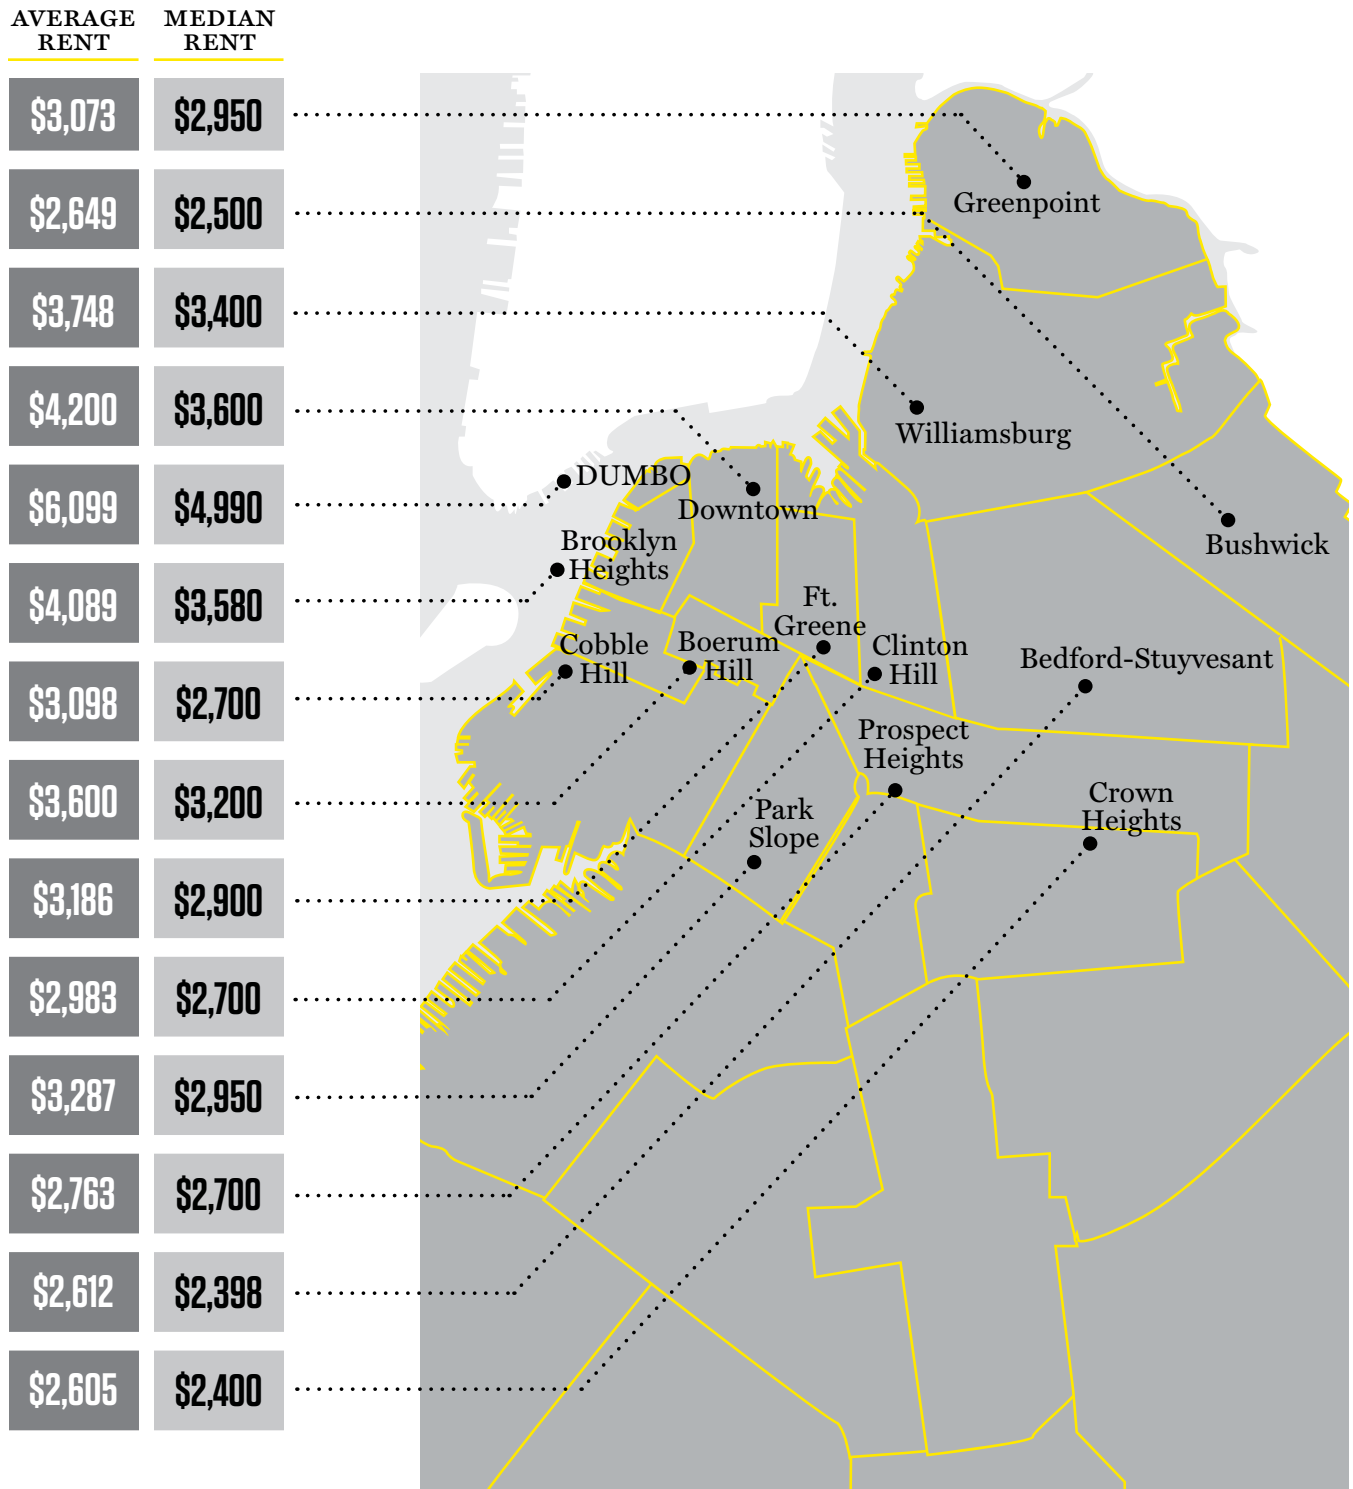 AVERAGE
RENT
MEDIAN
RENT
$3,073 $2,950
$2,649 $2,500
$3,748 $3,400
$4,200 $3,600
$6,099 $4,990
$4,089 $3,580
$3,098 $2,700
$3,600 $3,200
$3,186 $2,900
$2,983 $2,700
$3,287 $2,950
$2,763 $2,700
$2,612 $2,398
$2,605 $2,400
Greenpoint
Williamsburg
DUMBO
Downtown
Bushwick
Brooklyn
Heights
Ft.
Greene
Cobble
Hill
Boerum
Hill
Clinton
Hill
Bedford-Stuyvesant
Prospect
Heights
Park
Slope
Crown
Heights